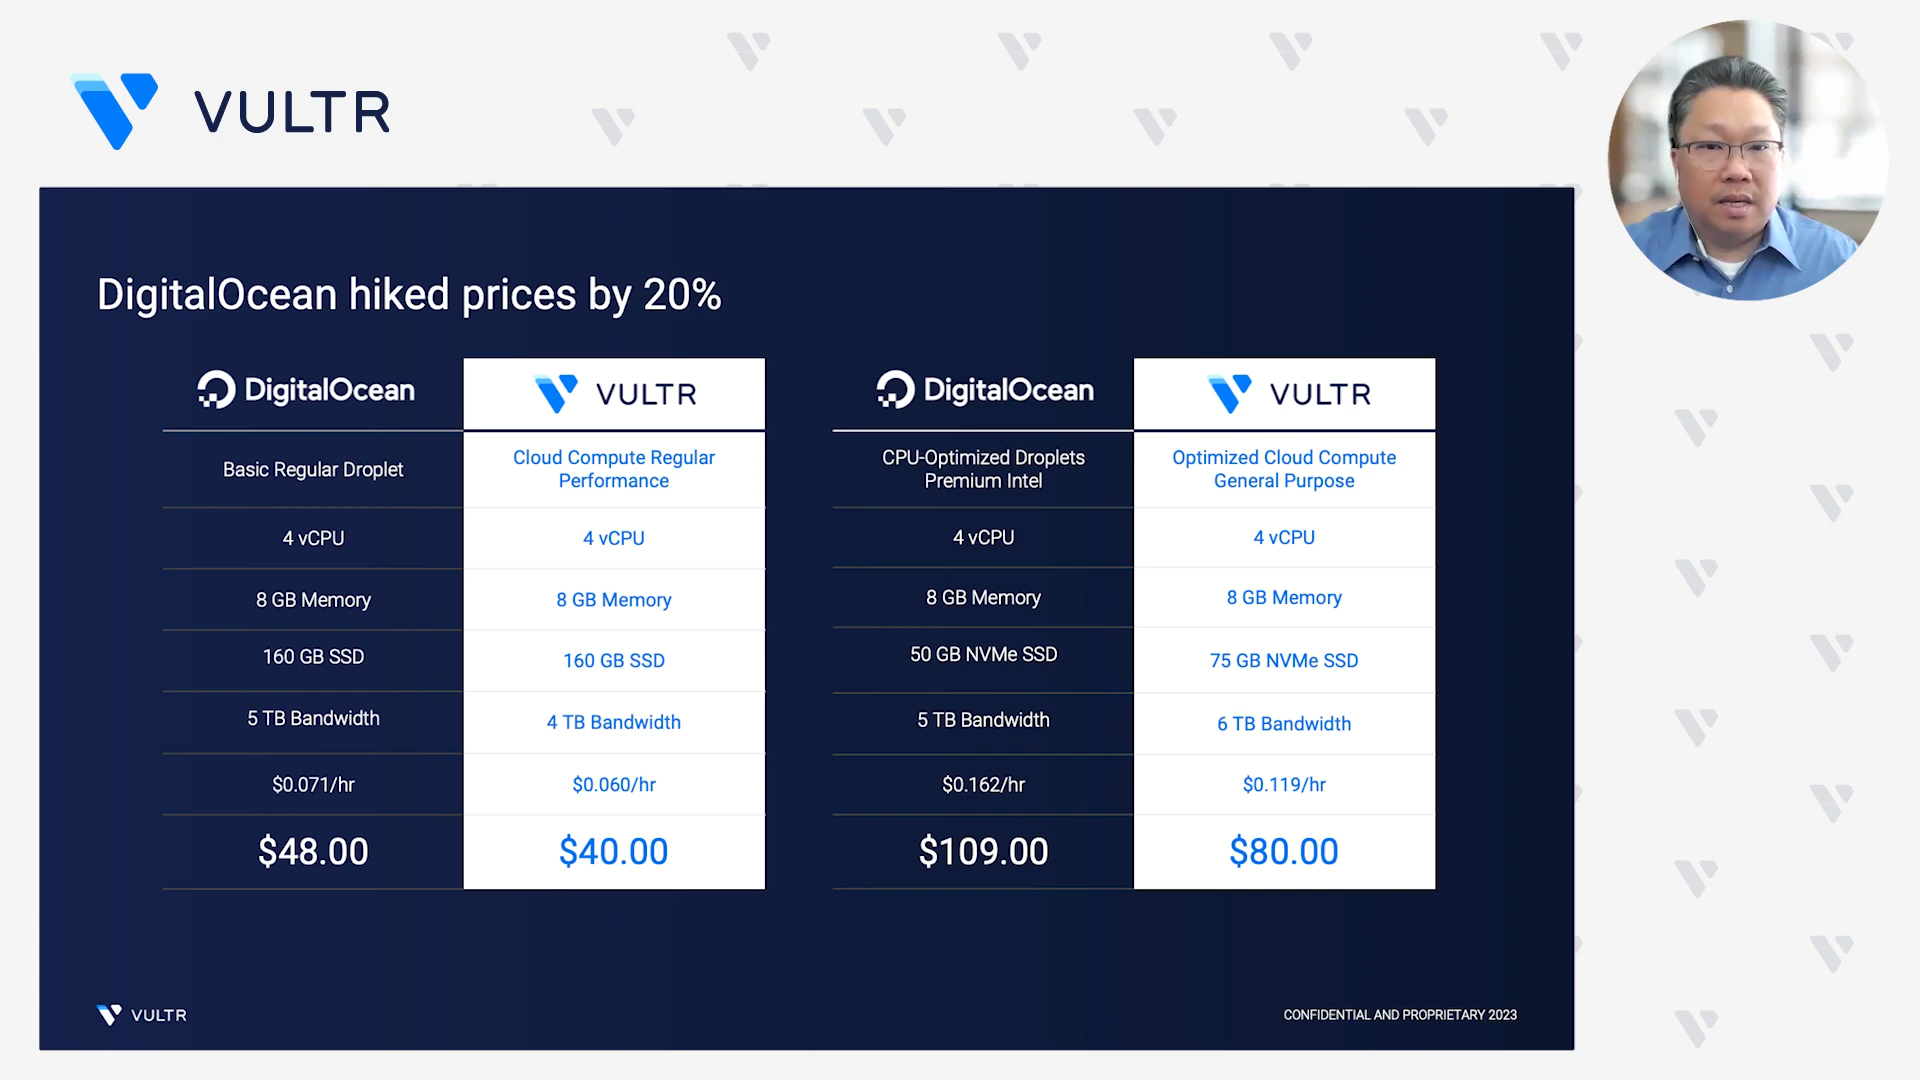 VULTR
DigitalOcean hiked prices by 20%
DigitalOcean
VULTR
Basic Regular Droplet
Cloud Compute Regular
Performance
4 vCPU
4 vCPU
8 GB Memory
8 GB Memory
160 GB SSD
160 GB SSD
5 TB Bandwidth
4 TB Bandwidth
$0.071/hr
$0.060/hr
$48.00
$40.00
DigitalOcean
VULTR
CPU-Optimized Droplets
Premium Intel
Optimized Cloud Compute
General Purpose
4 vCPU
4 vCPU
8 GB Memory
8 GB Memory
50 GB NVMe SSD
75 GB NVMe SSD
5 TB Bandwidth
6 TB Bandwidth
$0.162/hr
$0.119/hr
$109.00
$80.00
VULTR
CONFIDENTIAL AND PROPRIETARY 2023